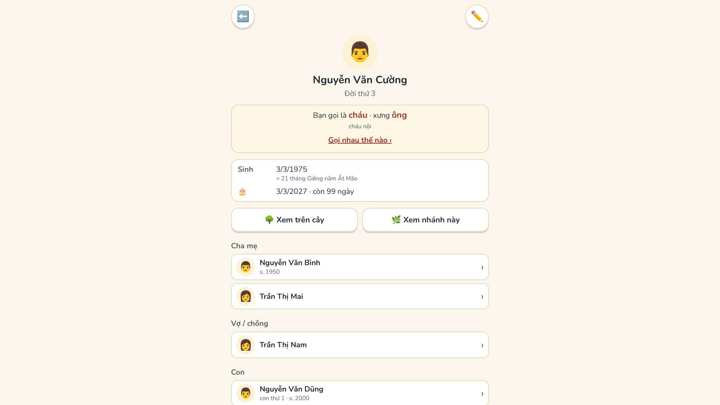 Nguyễn Văn Cường
Đời thứ 3
Bạn gọi là cháu · xưng ông
cháu nội
Gọi nhau thế nào ›
Sinh
3/3/1975
≈ 21 tháng Giêng năm Ất Mão
3/3/2027 · còn 99 ngày
Xem trên cây
Xem nhánh này
Cha mẹ
Nguyễn Văn Bình
s. 1950
›
Trần Thị Mai
›
Vợ / chồng
Trần Thị Nam
›
Con
Nguyễn Văn Dũng
con thứ 1 · s. 2000
›